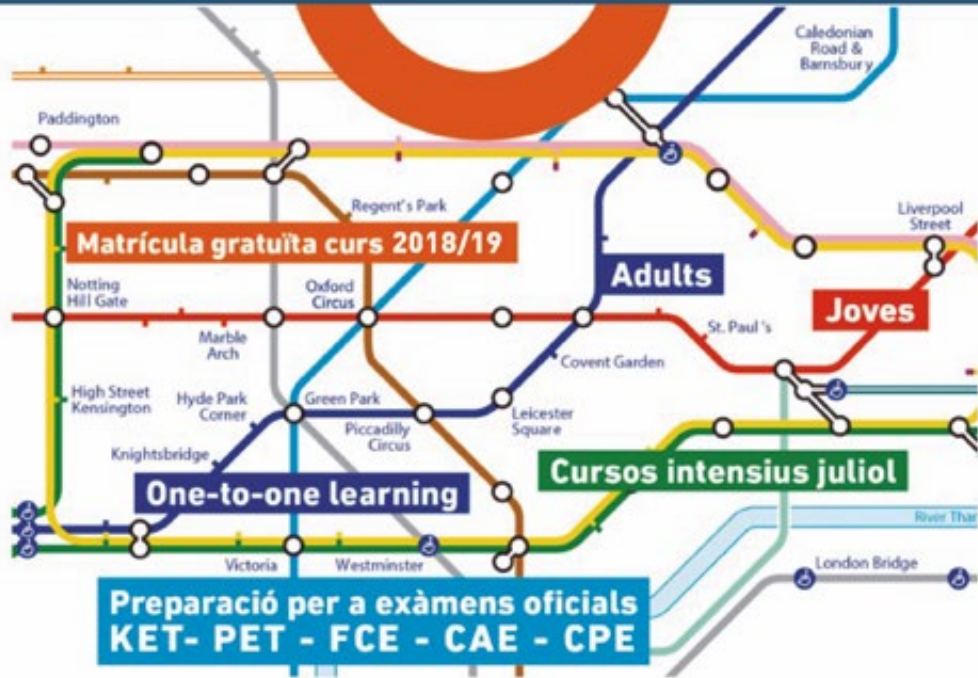 Caledonian
Road &
Barnsbury
Paddington
Regent's Park
Liverpool
Street
Matrícula gratuïta curs 2018/19
Adults
Notting
Hill Gate
Oxford
Circus
Joves
Marble
Arch
St. Paul 's
Covent Garden
High Street
Kensington
Hyde Park
Corner
Green Park
Piccadilly
Circus
Leicester
Square
Knightsbridge
Cursos intensius juliol
One-to-one learning
River
Victoria
Westminster
London Bridge
Preparació per a exàmens oficials
KET- PET - FCE - CAE - CPE